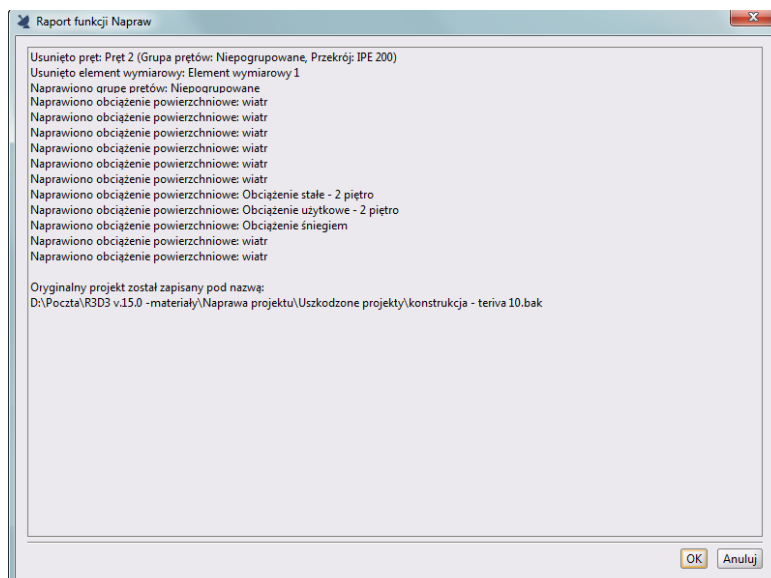 Raport funkcji Napraw
Usunięto pręt: Pręt 2 (Grupa prętów: Niepogrupowane, Przekrój: IPE 200)
Usunięto element wymiarowy: Element wymiarowy 1
Naprawiono grupę prętów: Niepogrupowane
Naprawiono obciążenie powierzchniowe: wiatr
Naprawiono obciążenie powierzchniowe: wiatr
Naprawiono obciążenie powierzchniowe: wiatr
Naprawiono obciążenie powierzchniowe: wiatr
Naprawiono obciążenie powierzchniowe: wiatr
Naprawiono obciążenie powierzchniowe: wiatr
Naprawiono obciążenie powierzchniowe: Obciążenie stałe - 2 piętro
Naprawiono obciążenie powierzchniowe: Obciążenie użytkowe - 2 piętro
Naprawiono obciążenie powierzchniowe: Obciążenie śniegiem
Naprawiono obciążenie powierzchniowe: wiatr
Naprawiono obciążenie powierzchniowe: wiatr
Oryginalny projekt został zapisany pod nazwą:
D:\Poczta\R3D3 v.15.0 -materiały\Naprawa projektu\Uszkodzone projekty\konstrukcja - teriva 10.bak
OK Anuluj